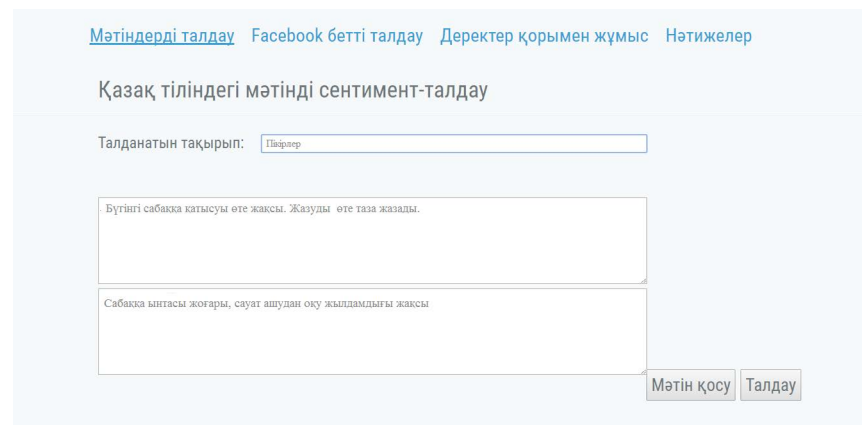 Мәтіндерді талдау Facebook бетті талдау Деректер қорымен жұмыс Нәтижелер
Қазақ тіліндегі мәтінді сентимент-талдау
Талданатын тақырып: Пікірлер
Бүгінгі сабаққа қатысуы өте жақсы. Жазуды өте таза жазады.
Сабаққа ынтасы жоғары, сауат ашудан оқу жылдамдығы жақсы
Мәтін қосу Талдау